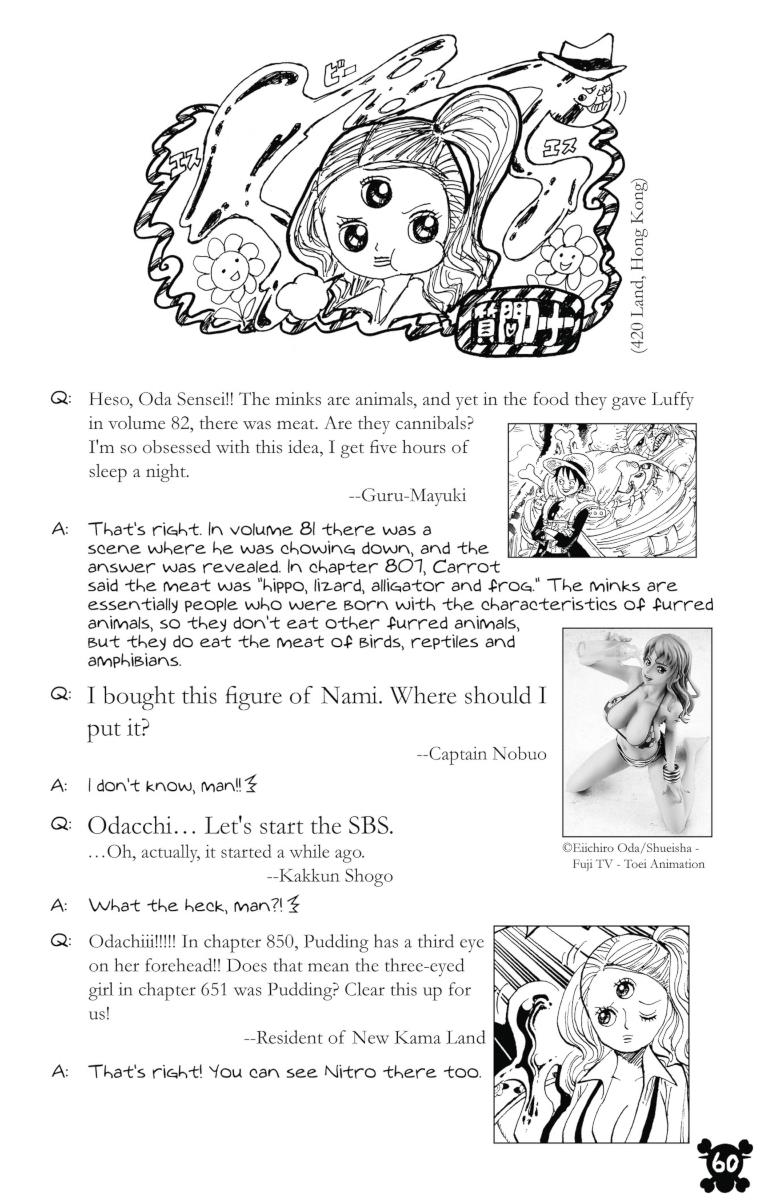 ビー
エス
エス
質問コーナー
(420 Land, Hong Kong)
Q: Heso, Oda Sensei!! The minks are animals, and yet in the food they gave Luffy
in volume 82, there was meat. Are they cannibals?
I'm so obsessed with this idea, I get five hours of
sleep a night.
--Guru-Mayuki
A: That's right. In volume 81 there was a
scene where he was chowing down, and the
answer was revealed. In chapter 807, Carrot
said the meat was "hippo, lizard, alligator and frog." The minks are
essentially people who were born with the characteristics of furred
animals, so they don't eat other furred animals,
but they do eat the meat of birds, reptiles and
amphibians.
Q: I bought this figure of Nami. Where should I
put it?
--Captain Nobuo
A: I don't know, man!!
©Eiichiro Oda/Shueisha -
Fuji TV - Toei Animation
Q: Odacchi… Let's start the SBS.
…Oh, actually, it started a while ago.
--Kakkun Shogo
A: What the heck, man?!
Q: Odachiii!!!!! In chapter 850, Pudding has a third eye
on her forehead!! Does that mean the three-eyed
girl in chapter 651 was Pudding? Clear this up for
us!
--Resident of New Kama Land
A: That's right! You can see Nitro there too.
60